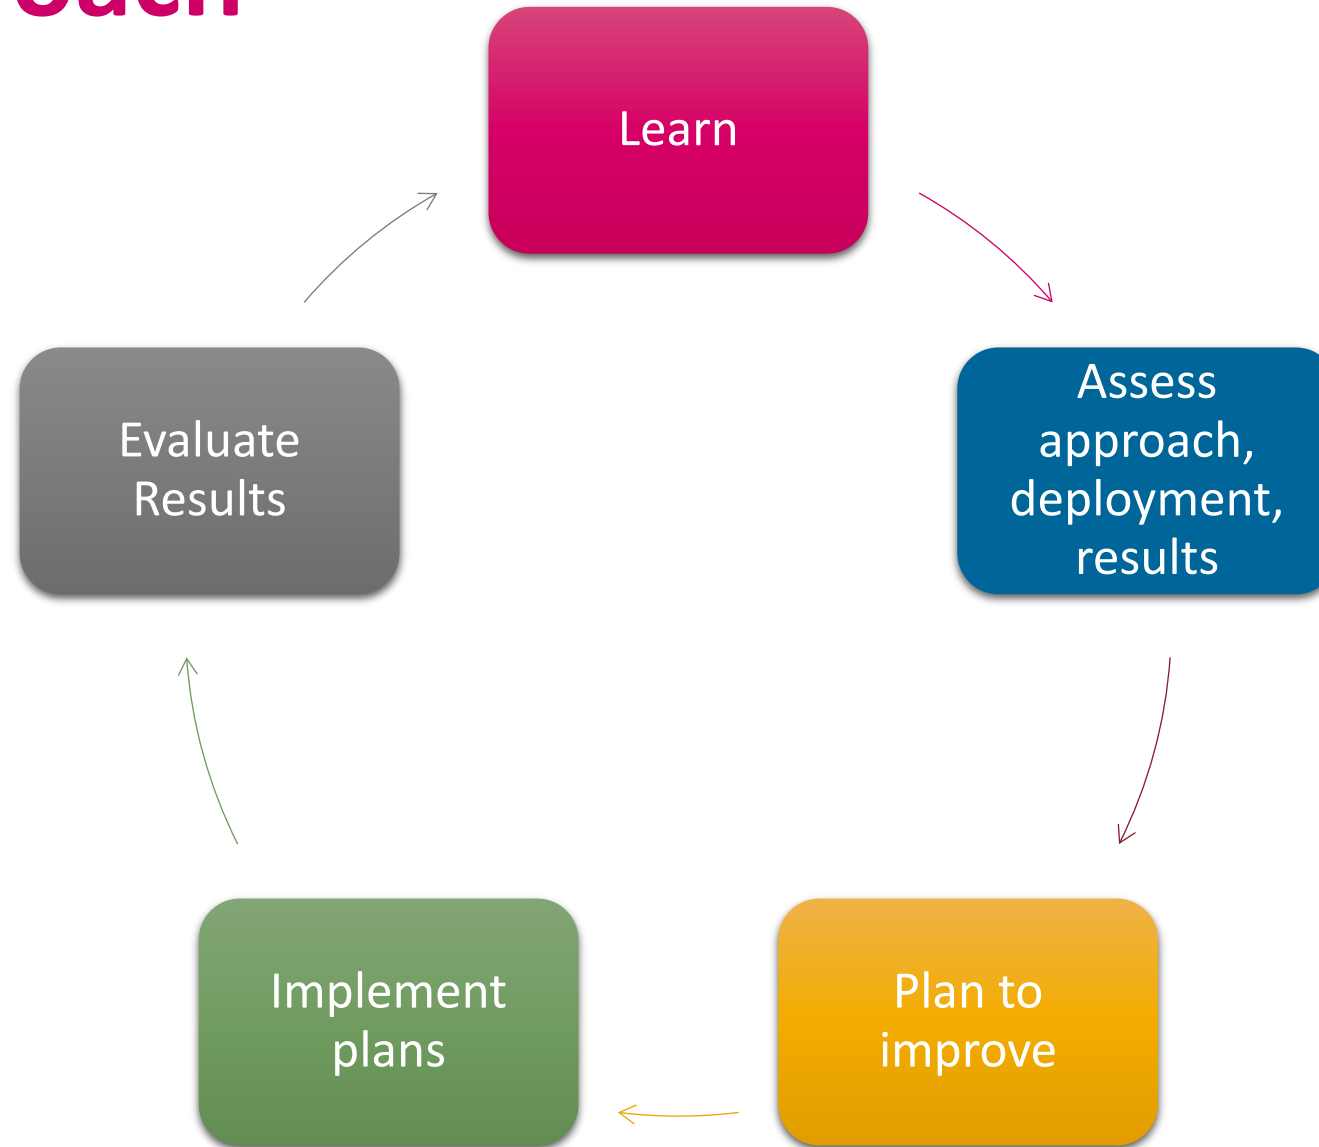 Learn
Assess
approach,
deployment,
results
Plan to
improve
Implement
plans
Evaluate
Results